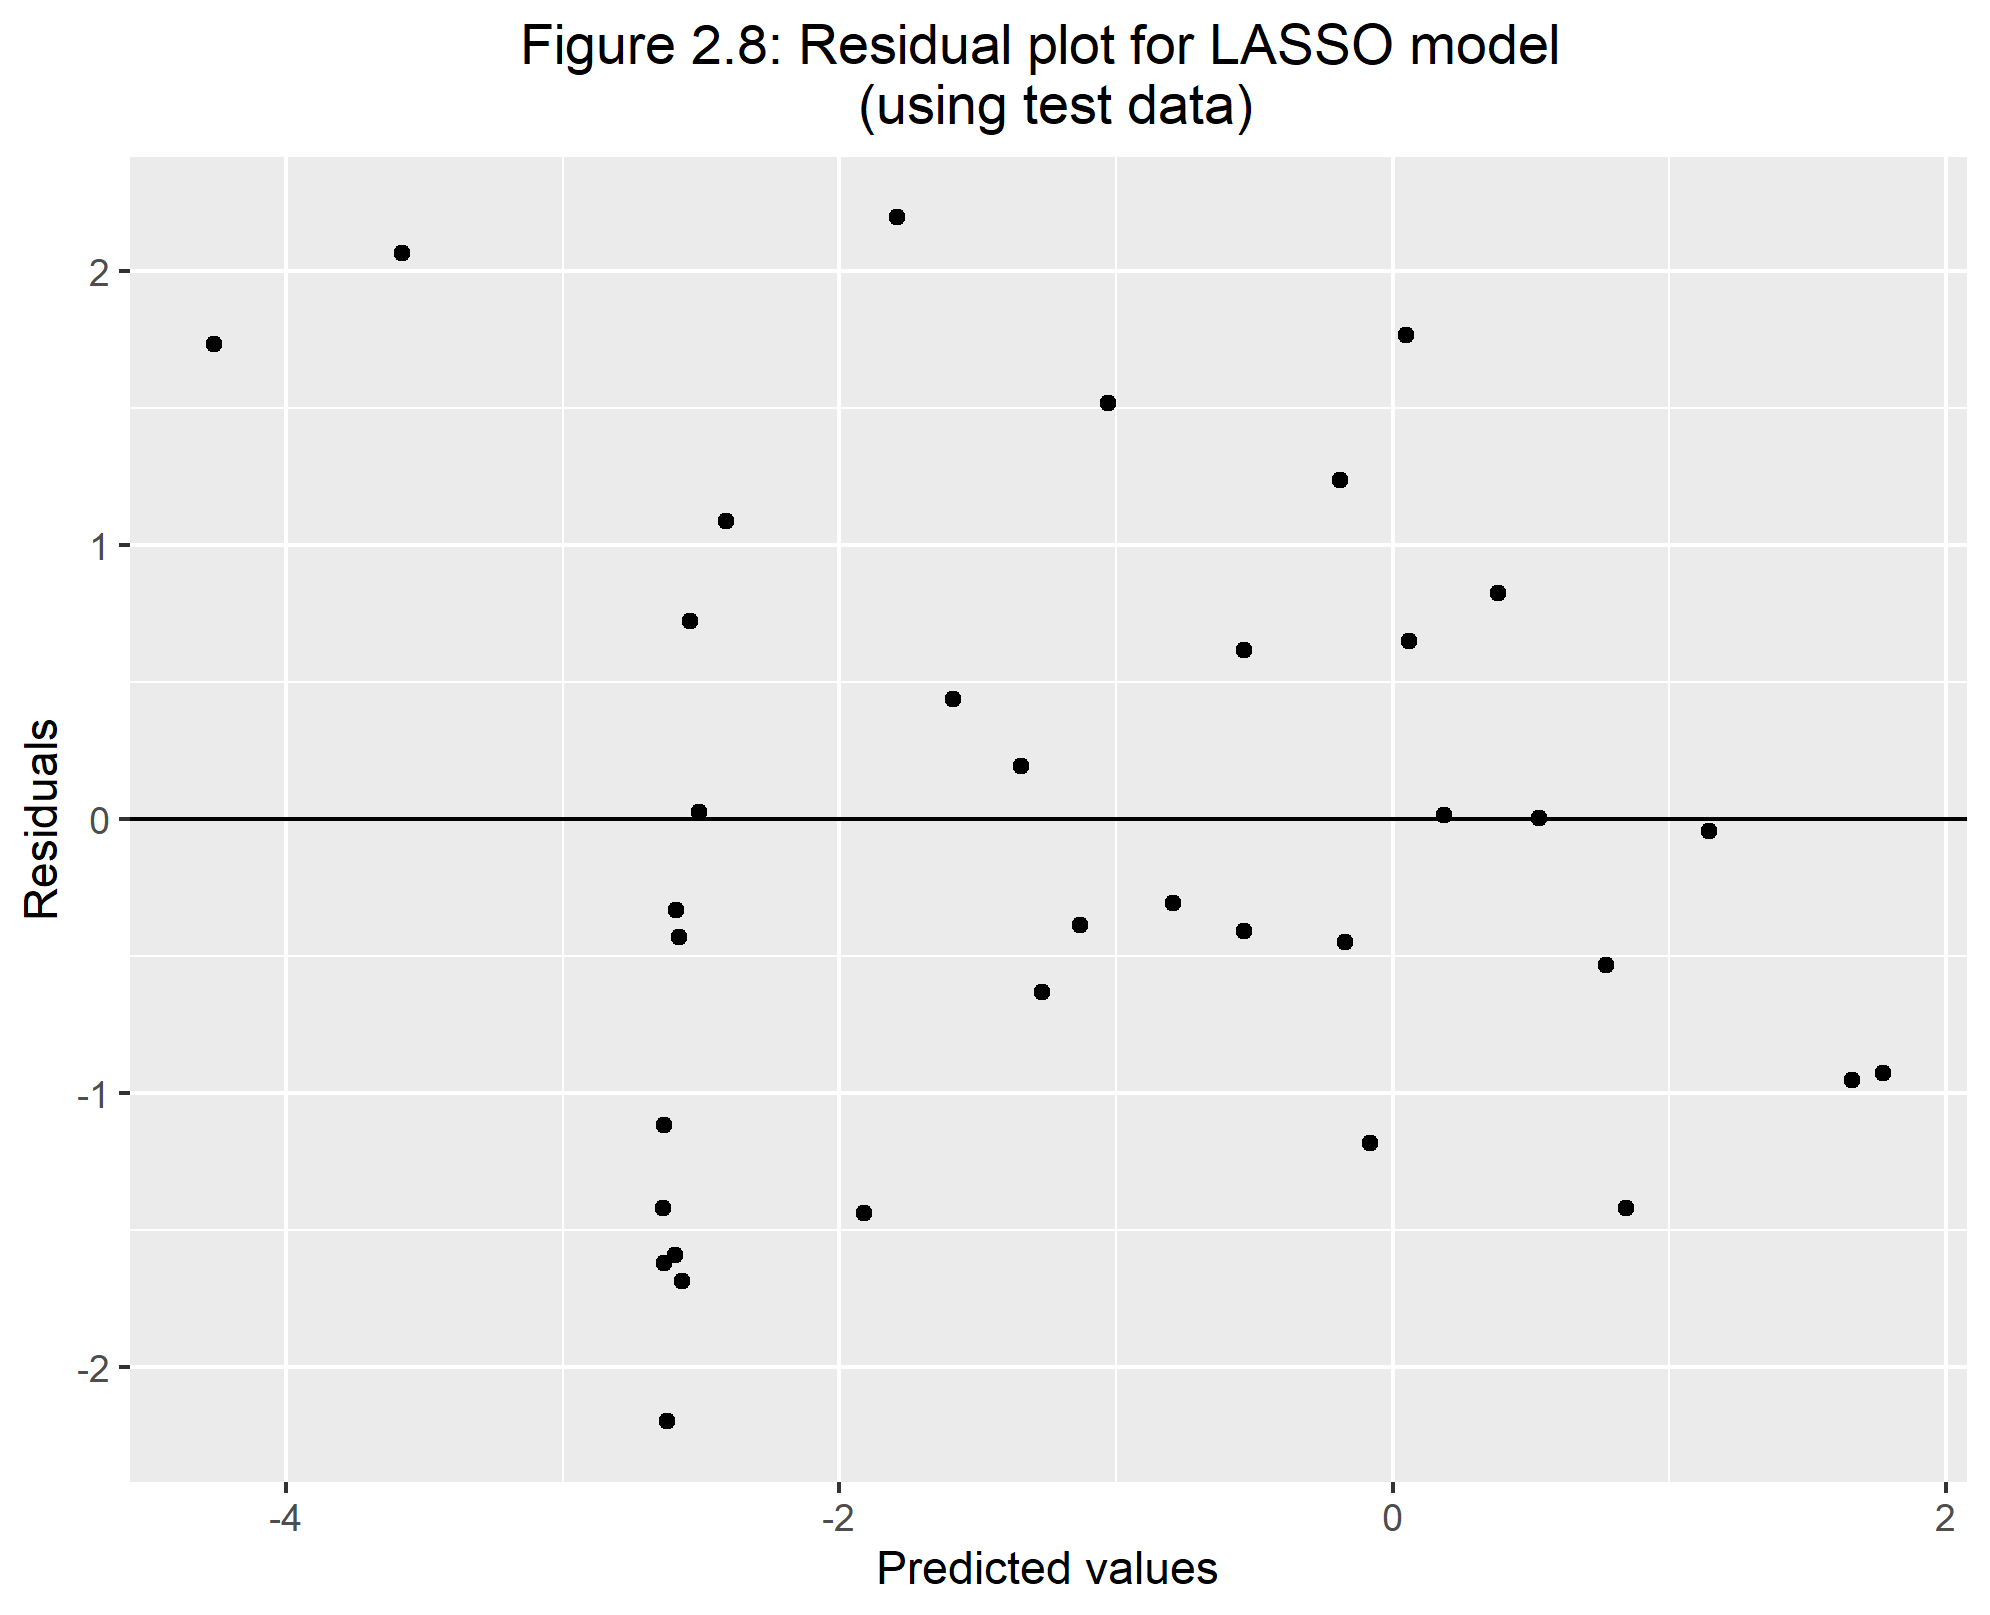 Figure 2.8: Residual plot for LASSO model
(using test data)
2
1
0
-1
-2
Residuals
-4
-2
0
2
Predicted values